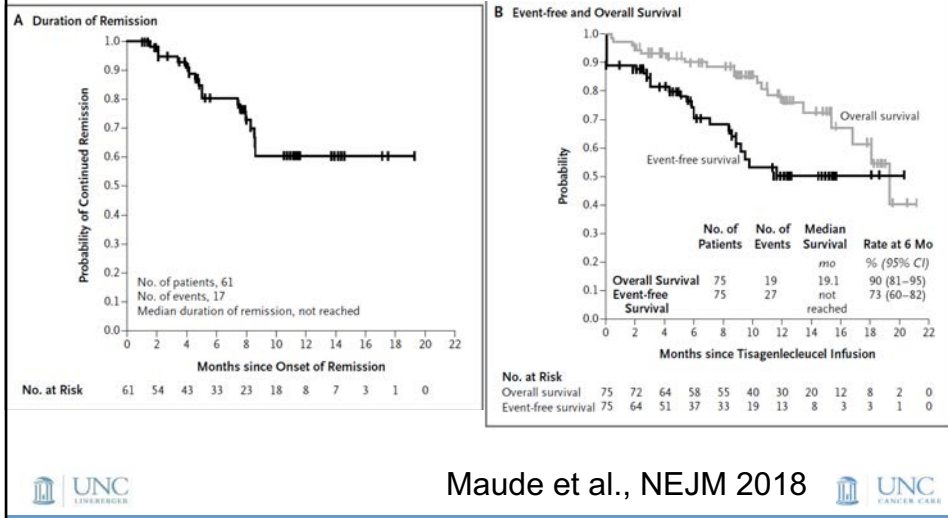 A Duration of Remission
1.0
0.9
0.8
0.7
0.6
0.5
0.4
0.3
0.2
0.1
0.0
Probability of Continued Remission
No. of patients, 61
No. of events, 17
Median duration of remission, not reached
0 2 4 6 8 10 12 14 16 18 20 22
Months since Onset of Remission
No. at Risk 61 54 43 33 23 18 8 7 3 1 0
B Event-free and Overall Survival
1.0
0.9
0.8
0.7
0.6
0.5
0.4
0.3
0.2
0.1
0.0
Probability
Overall survival
Event-free survival
No. of Patients No. of Events Median Survival Rate at 6 Mo
mo % (95% CI)
Overall Survival 75 19 19.1 90 (81–95)
Event-free Survival 75 27 not reached 73 (60–82)
0 2 4 6 8 10 12 14 16 18 20 22
Months since Tisagenlecleucel Infusion
No. at Risk
Overall survival 75 72 64 58 55 40 30 20 12 8 2 0
Event-free survival 75 64 51 37 33 19 13 8 3 3 1 0
UNC
LINEBERGER
Maude et al., NEJM 2018
UNC
CANCER CARE